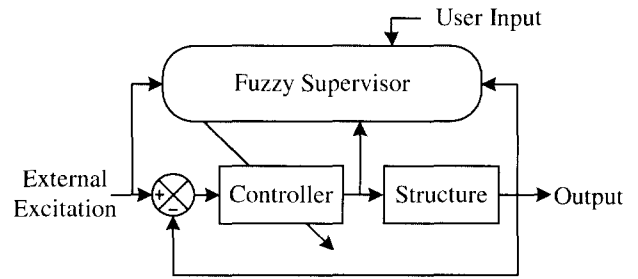 User Input
Fuzzy Supervisor
External
Excitation
+
−
Controller
Structure
Output